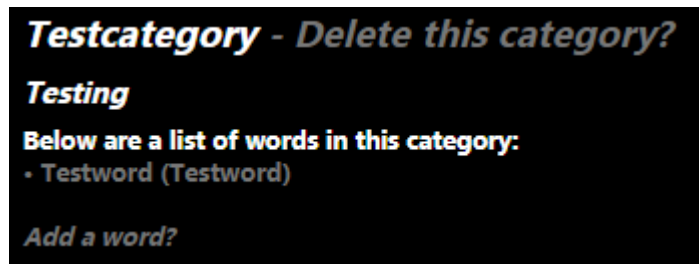 Testcategory - Delete this category?
Testing
Below are a list of words in this category:
• Testword (Testword)
Add a word?